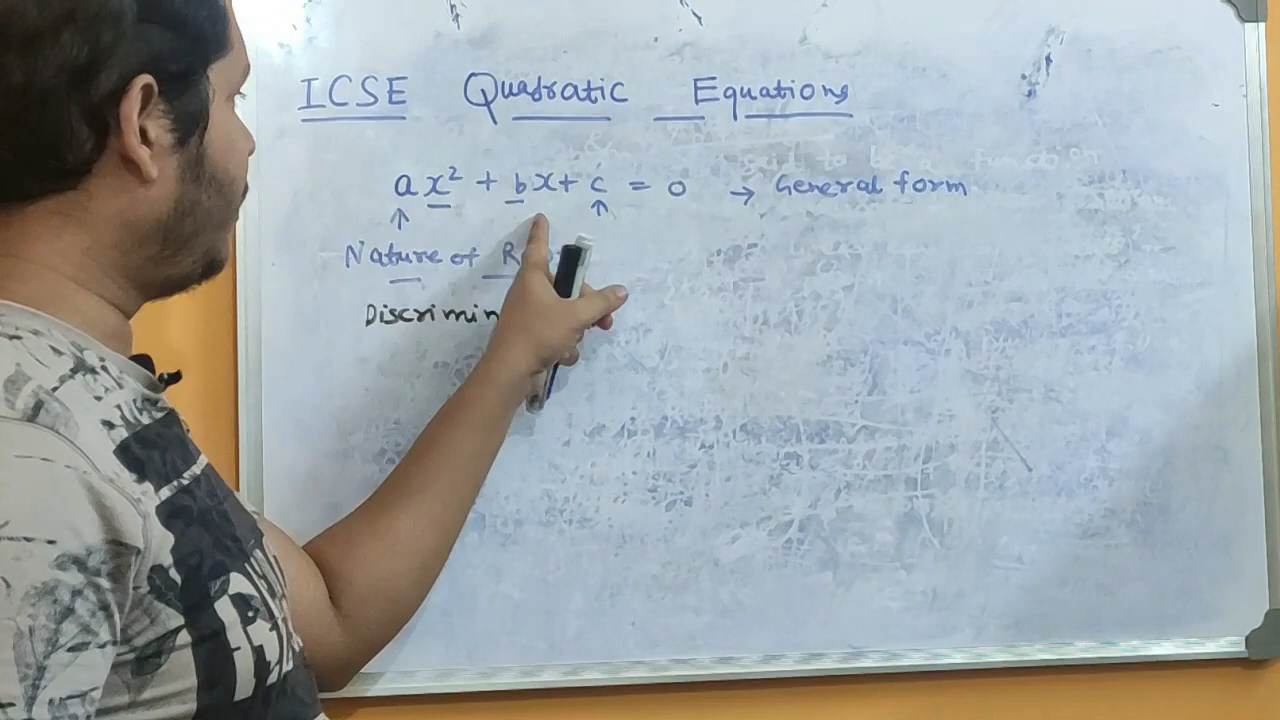 ICSE Quadratic Equations
ax² + bx + c = 0 → General form
Nature of R
Discrimin